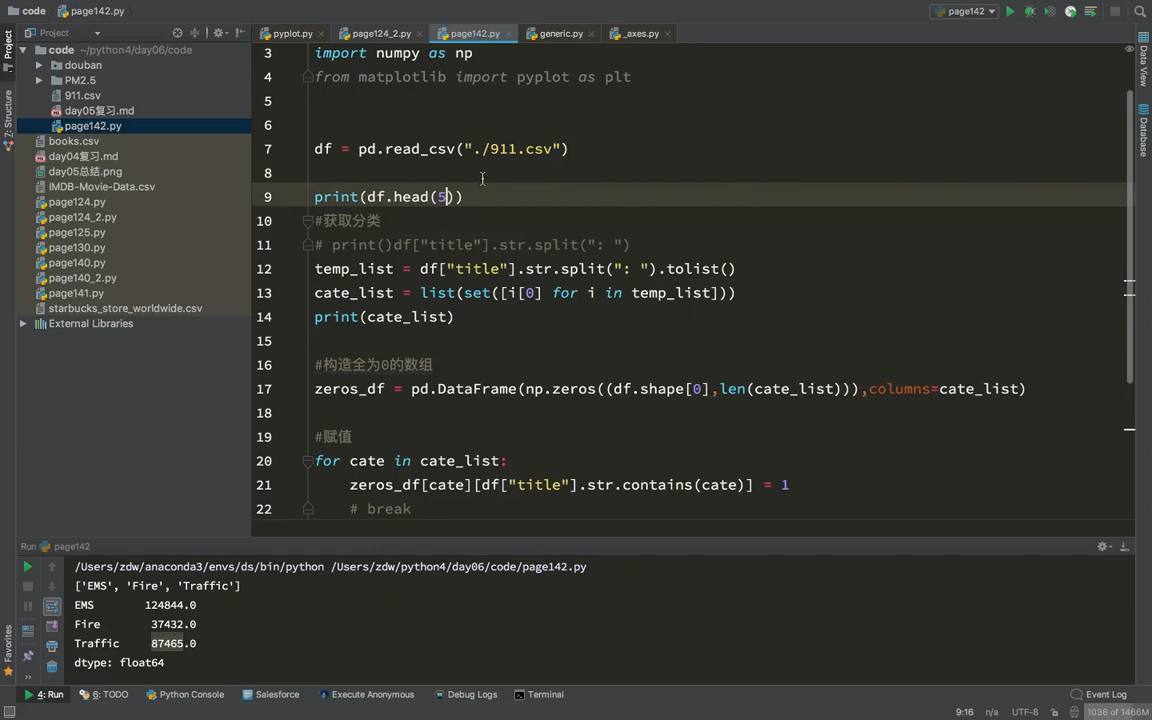 code page142.py
page142
Project
pyplot.py page124_2.py page142.py generic.py _axes.py
code ~/python4/day06/code
douban
PM2.5
911.csv
day05复习.md
page142.py
books.csv
day04复习.md
day05总结.png
IMDB-Movie-Data.csv
page124.py
page124_2.py
page125.py
page130.py
page140.py
page140_2.py
page141.py
starbucks_store_worldwide.csv
External Libraries
Project
Z: Structure
Favorites
Data View
Database
3 import numpy as np
4 from matplotlib import pyplot as plt
5
6
7 df = pd.read_csv("./911.csv")
8
9 print(df.head(5))
10 #获取分类
11 # print()df["title"].str.split(": ")
12 temp_list = df["title"].str.split(": ").tolist()
13 cate_list = list(set([i[0] for i in temp_list]))
14 print(cate_list)
15
16 #构造全为0的数组
17 zeros_df = pd.DataFrame(np.zeros((df.shape[0],len(cate_list))),columns=cate_list)
18
19 #赋值
20 for cate in cate_list:
21 zeros_df[cate][df["title"].str.contains(cate)] = 1
22 # break
Run page142
/Users/zdw/anaconda3/envs/ds/bin/python /Users/zdw/python4/day06/code/page142.py
['EMS', 'Fire', 'Traffic']
EMS 124844.0
Fire 37432.0
Traffic 87465.0
dtype: float64
4: Run 6: TODO Python Console Salesforce Execute Anonymous Debug Logs Terminal Event Log
9:16 n/a UTF-8 1036 of 1466M